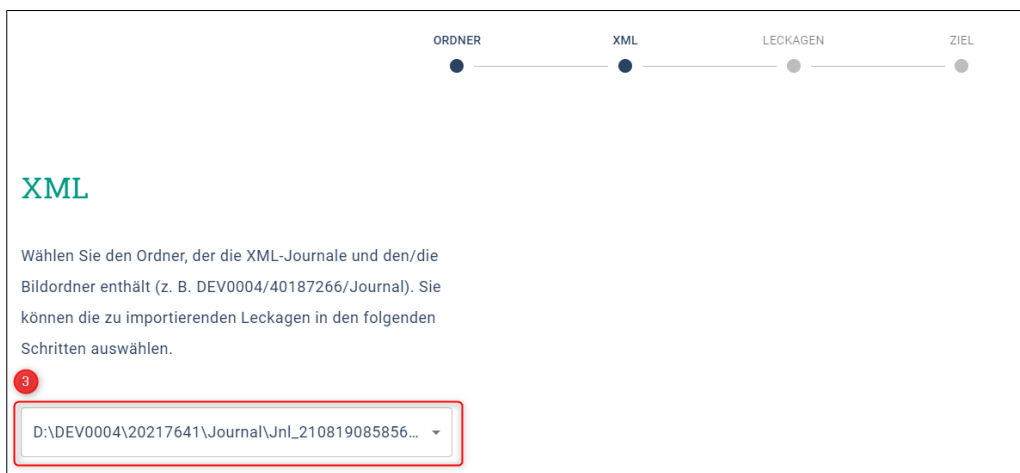 ORDNER XML LECKAGEN ZIEL
XML
Wählen Sie den Ordner, der die XML-Journale und den/die
Bildordner enthält (z. B. DEV0004/40187266/Journal). Sie
können die zu importierenden Leckagen in den folgenden
Schritten auswählen.
3
D:\DEV0004\20217641\Journal\Jnl_210819085856...